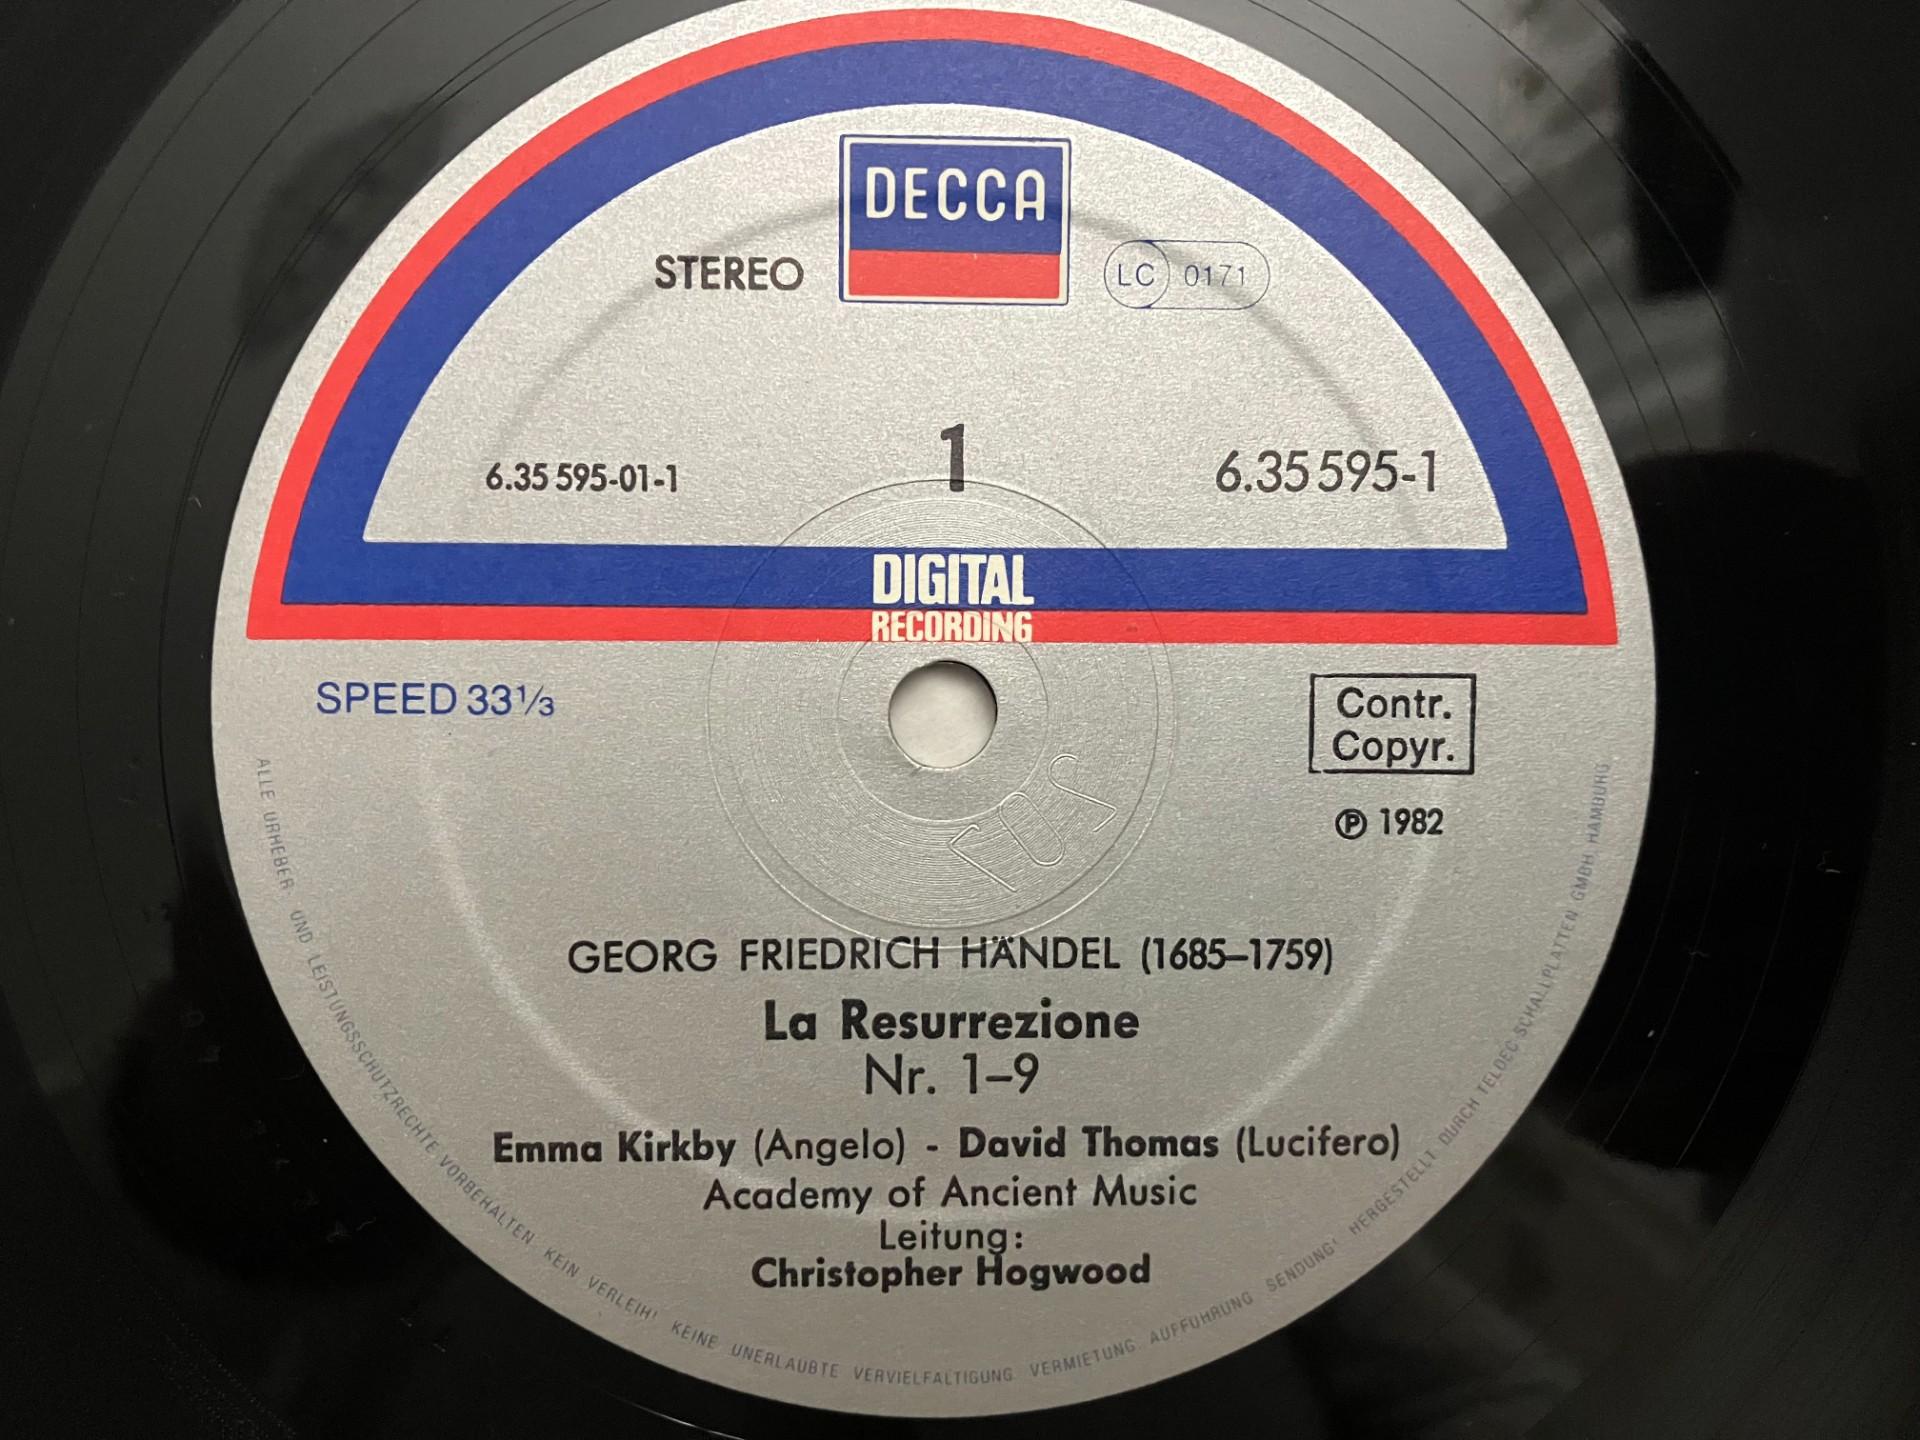 DECCA
STEREO
LC 0171
1
6.35 595-01-1
6.35 595-1
DIGITAL
RECORDING
SPEED 33⅓
Contr.
Copyr.
℗ 1982
GEORG FRIEDRICH HÄNDEL (1685–1759)
La Resurrezione
Nr. 1–9
Emma Kirkby (Angelo) - David Thomas (Lucifero)
Academy of Ancient Music
Leitung:
Christopher Hogwood
ALLE URHEBER- UND LEISTUNGSSCHUTZRECHTE VORBEHALTEN KEIN VERLEIH! KEINE UNERLAUBTE VERVIELFALTIGUNG VERMIETUNG AUFFUHRUNG SENDUNG! HERGESTELLT DURCH TELDEC SCHALLPLATTEN GMBH HAMBURG